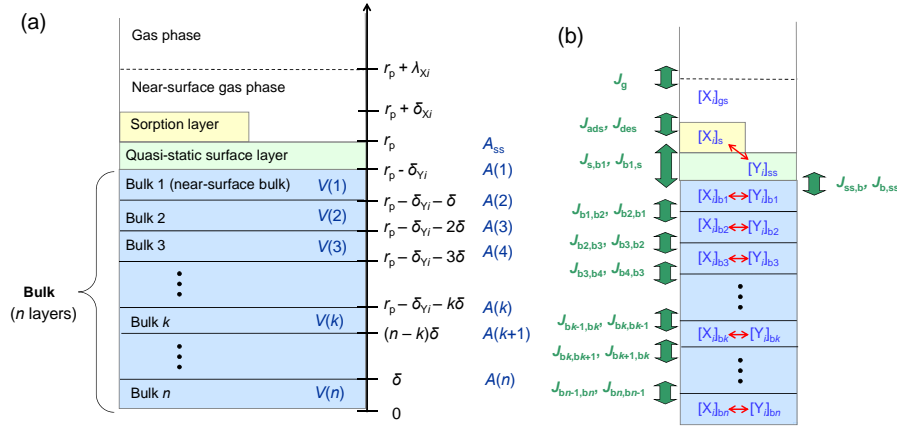 (a)
Gas phase
r_p + λ_Xi
Near-surface gas phase
r_p + δ_Xi
Sorption layer
r_p
A_ss
Quasi-static surface layer
r_p - δ_Yi
A(1)
Bulk 1 (near-surface bulk) V(1)
r_p − δ_Yi − δ
A(2)
Bulk 2 V(2)
r_p − δ_Yi − 2δ
A(3)
Bulk 3 V(3)
r_p − δ_Yi − 3δ
A(4)
Bulk
(n layers)
r_p − δ_Yi − kδ
A(k)
Bulk k V(k)
(n − k)δ
A(k+1)
δ
A(n)
Bulk n V(n)
0
(b)
J_g
[X_i]_gs
J_ads, J_des
[X_i]_s
J_s,b1, J_b1,s
[Y_i]_ss
J_ss,b, J_b,ss
[X_i]_b1 [Y_i]_b1
J_b1,b2, J_b2,b1
[X_i]_b2 [Y_i]_b2
J_b2,b3, J_b3,b2
[X_i]_b3 [Y_i]_b3
J_b3,b4, J_b4,b3
J_bk-1,bk, J_bk,bk-1
[X_i]_bk [Y_i]_bk
J_bk,bk+1, J_bk+1,bk
J_bn-1,bn, J_bn,bn-1
[X_i]_bn [Y_i]_bn